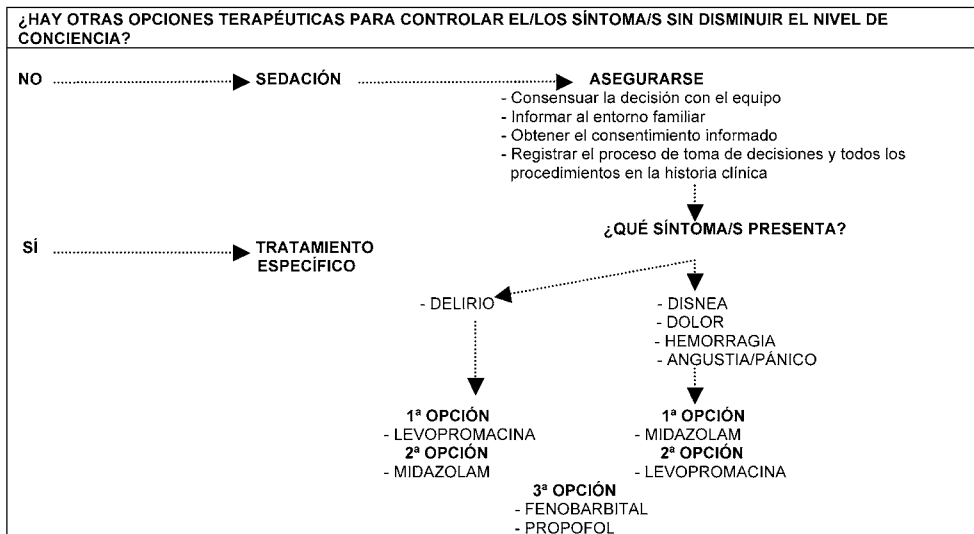 ¿HAY OTRAS OPCIONES TERAPÉUTICAS PARA CONTROLAR EL/LOS SÍNTOMA/S SIN DISMINUIR EL NIVEL DE
CONCIENCIA?
NO
SEDACIÓN
ASEGURARSE
- Consensuar la decisión con el equipo
- Informar al entorno familiar
- Obtener el consentimiento informado
- Registrar el proceso de toma de decisiones y todos los
procedimientos en la historia clínica
¿QUÉ SÍNTOMA/S PRESENTA?
SÍ
TRATAMIENTO
ESPECÍFICO
- DELIRIO
- DISNEA
- DOLOR
- HEMORRAGIA
- ANGUSTIA/PÁNICO
1ª OPCIÓN
- LEVOPROMACINA
2ª OPCIÓN
- MIDAZOLAM
1ª OPCIÓN
- MIDAZOLAM
2ª OPCIÓN
- LEVOPROMACINA
3ª OPCIÓN
- FENOBARBITAL
- PROPOFOL